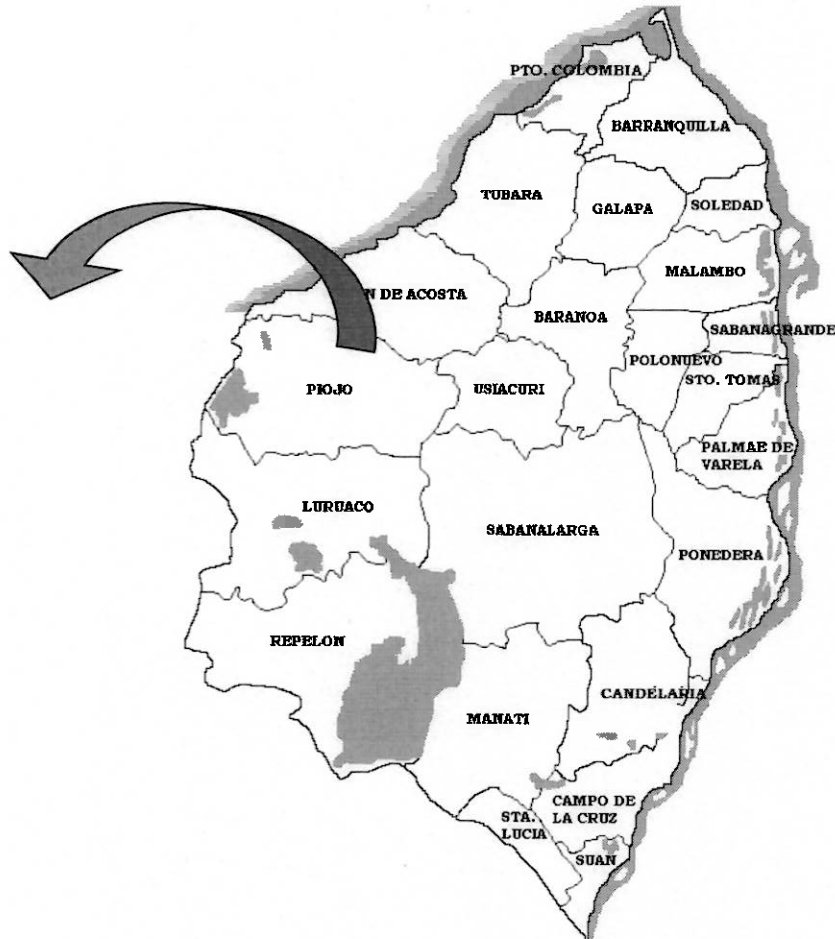 PTO. COLOMBIA
BARRANQUILLA
TUBARA
GALAPA
SOLEDAD
MALAMBO
N DE ACOSTA
BARANOA
SABANAGRANDE
POLONUEVO
STO. TOMAS
PIOJO
USIACURI
PALMAE DE
VARELA
LURUACO
SABANALARGA
PONEDERA
REPELON
CANDELARIA
MANATI
CAMPO DE
LA CRUZ
STA.
LUCIA
SUAN